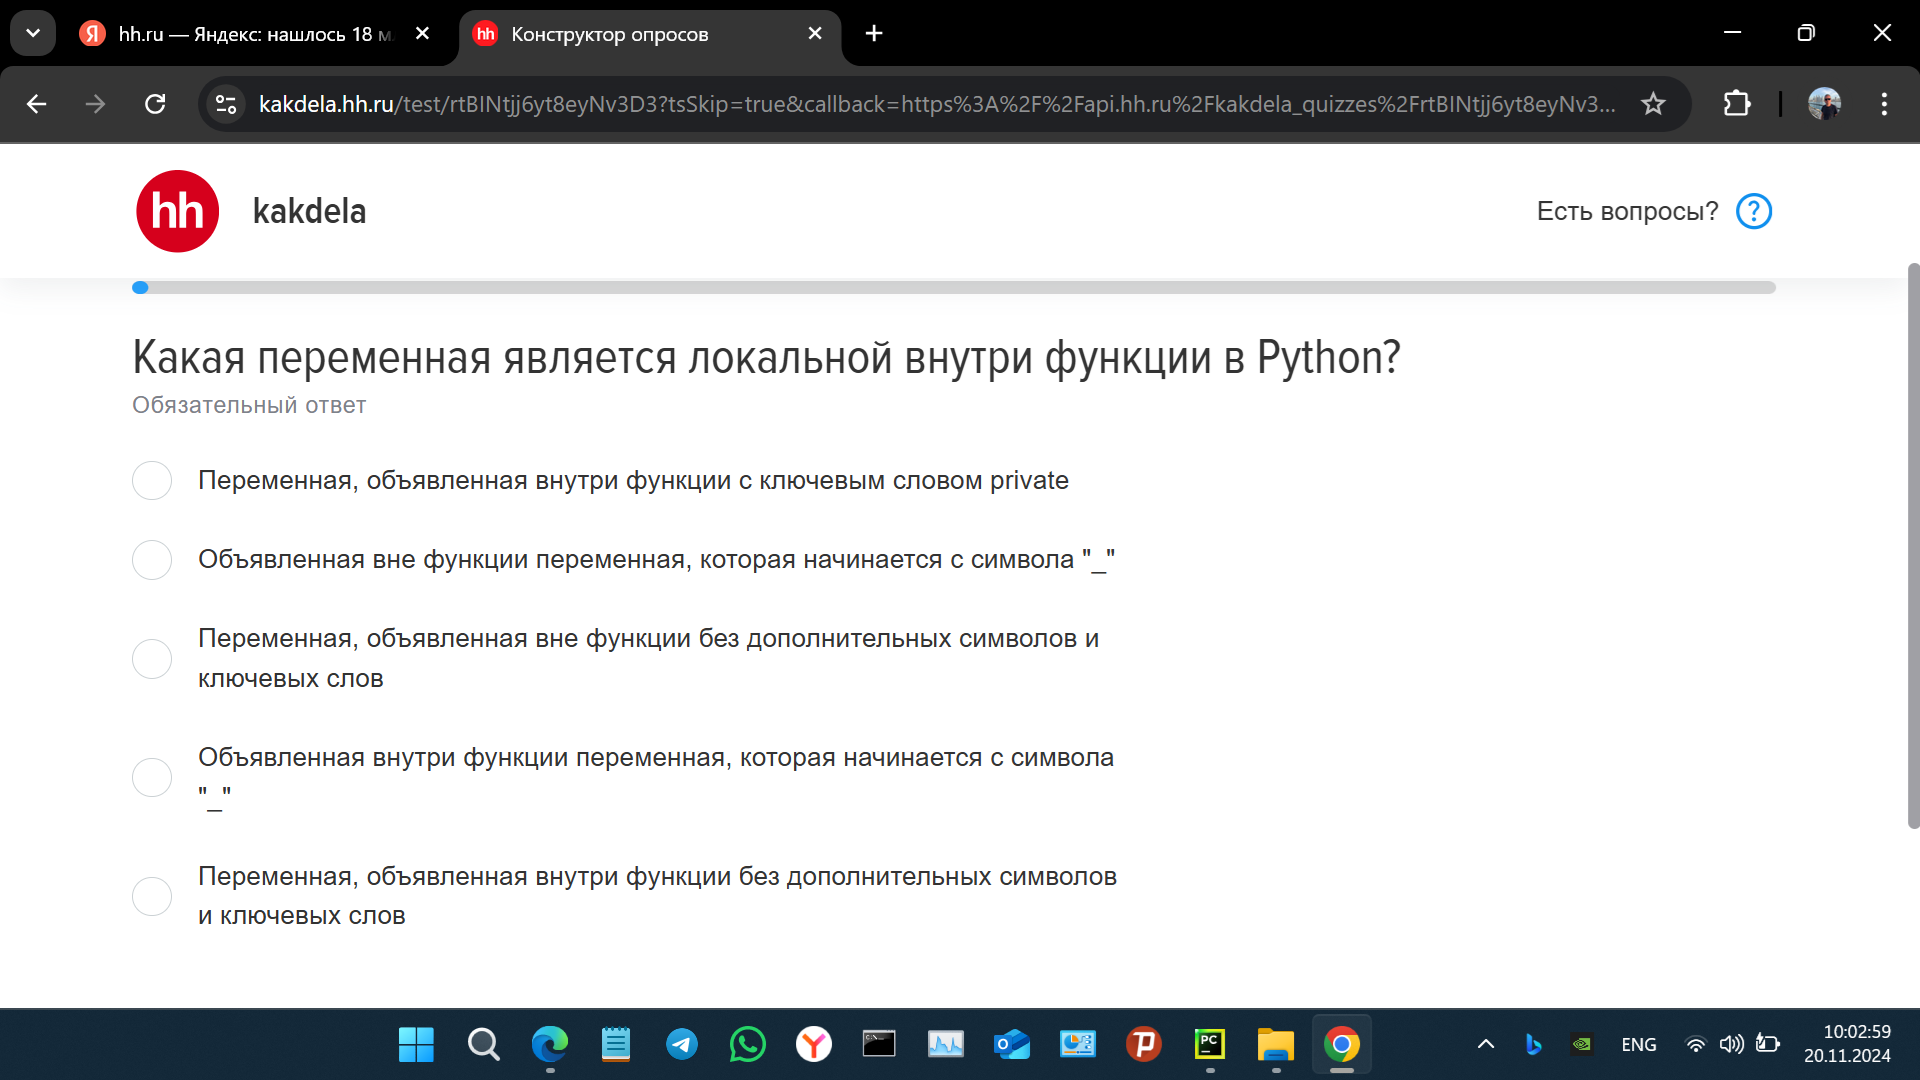 hh.ru — Яндекс: нашлось 18 м
hh
Конструктор опросов
kakdela.hh.ru/test/rtBINtjj6yt8eyNv3D3?tsSkip=true&callback=https%3A%2F%2Fapi.hh.ru%2Fkakdela_quizzes%2FrtBINtjj6yt8eyNv3...
hh
kakdela
Есть вопросы?
Какая переменная является локальной внутри функции в Python?
Обязательный ответ
Переменная, объявленная внутри функции с ключевым словом private
Объявленная вне функции переменная, которая начинается с символа "_"
Переменная, объявленная вне функции без дополнительных символов и
ключевых слов
Объявленная внутри функции переменная, которая начинается с символа
"_"
Переменная, объявленная внутри функции без дополнительных символов
и ключевых слов
ENG
10:02:59
20.11.2024